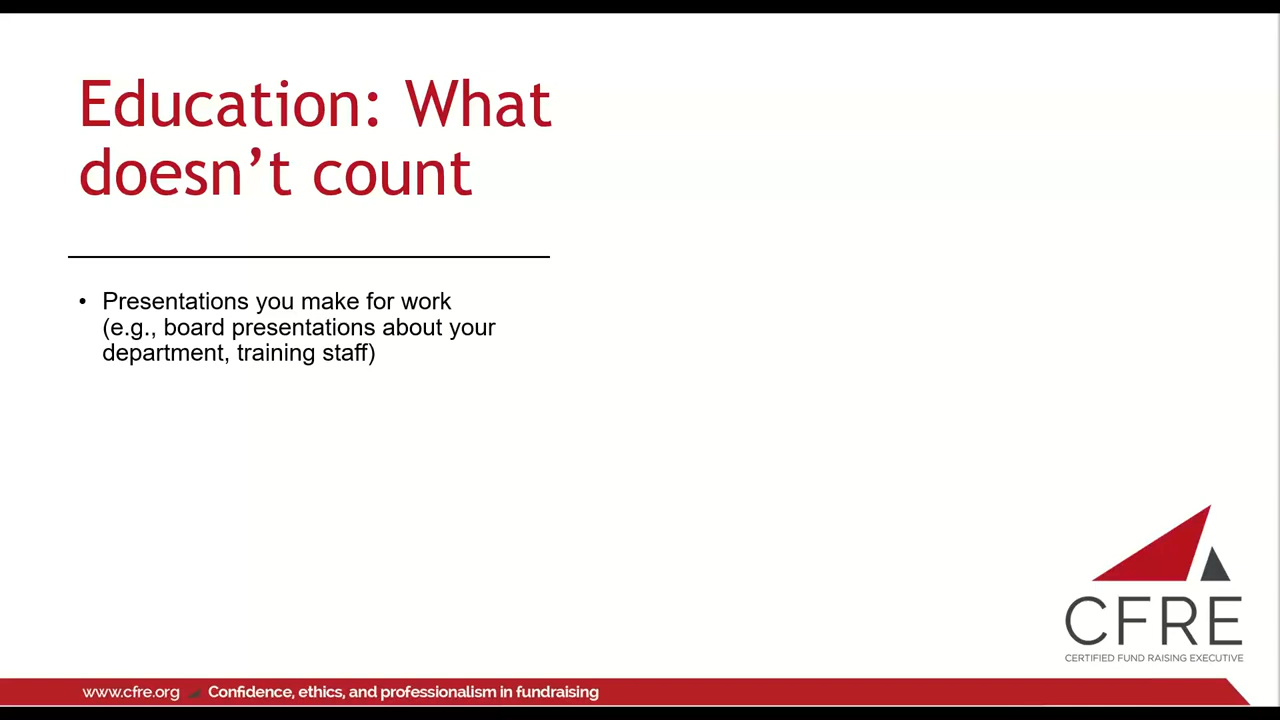 Education: What
doesn’t count
• Presentations you make for work
(e.g., board presentations about your
department, training staff)
CFRE
CERTIFIED FUND RAISING EXECUTIVE
www.cfre.org Confidence, ethics, and professionalism in fundraising